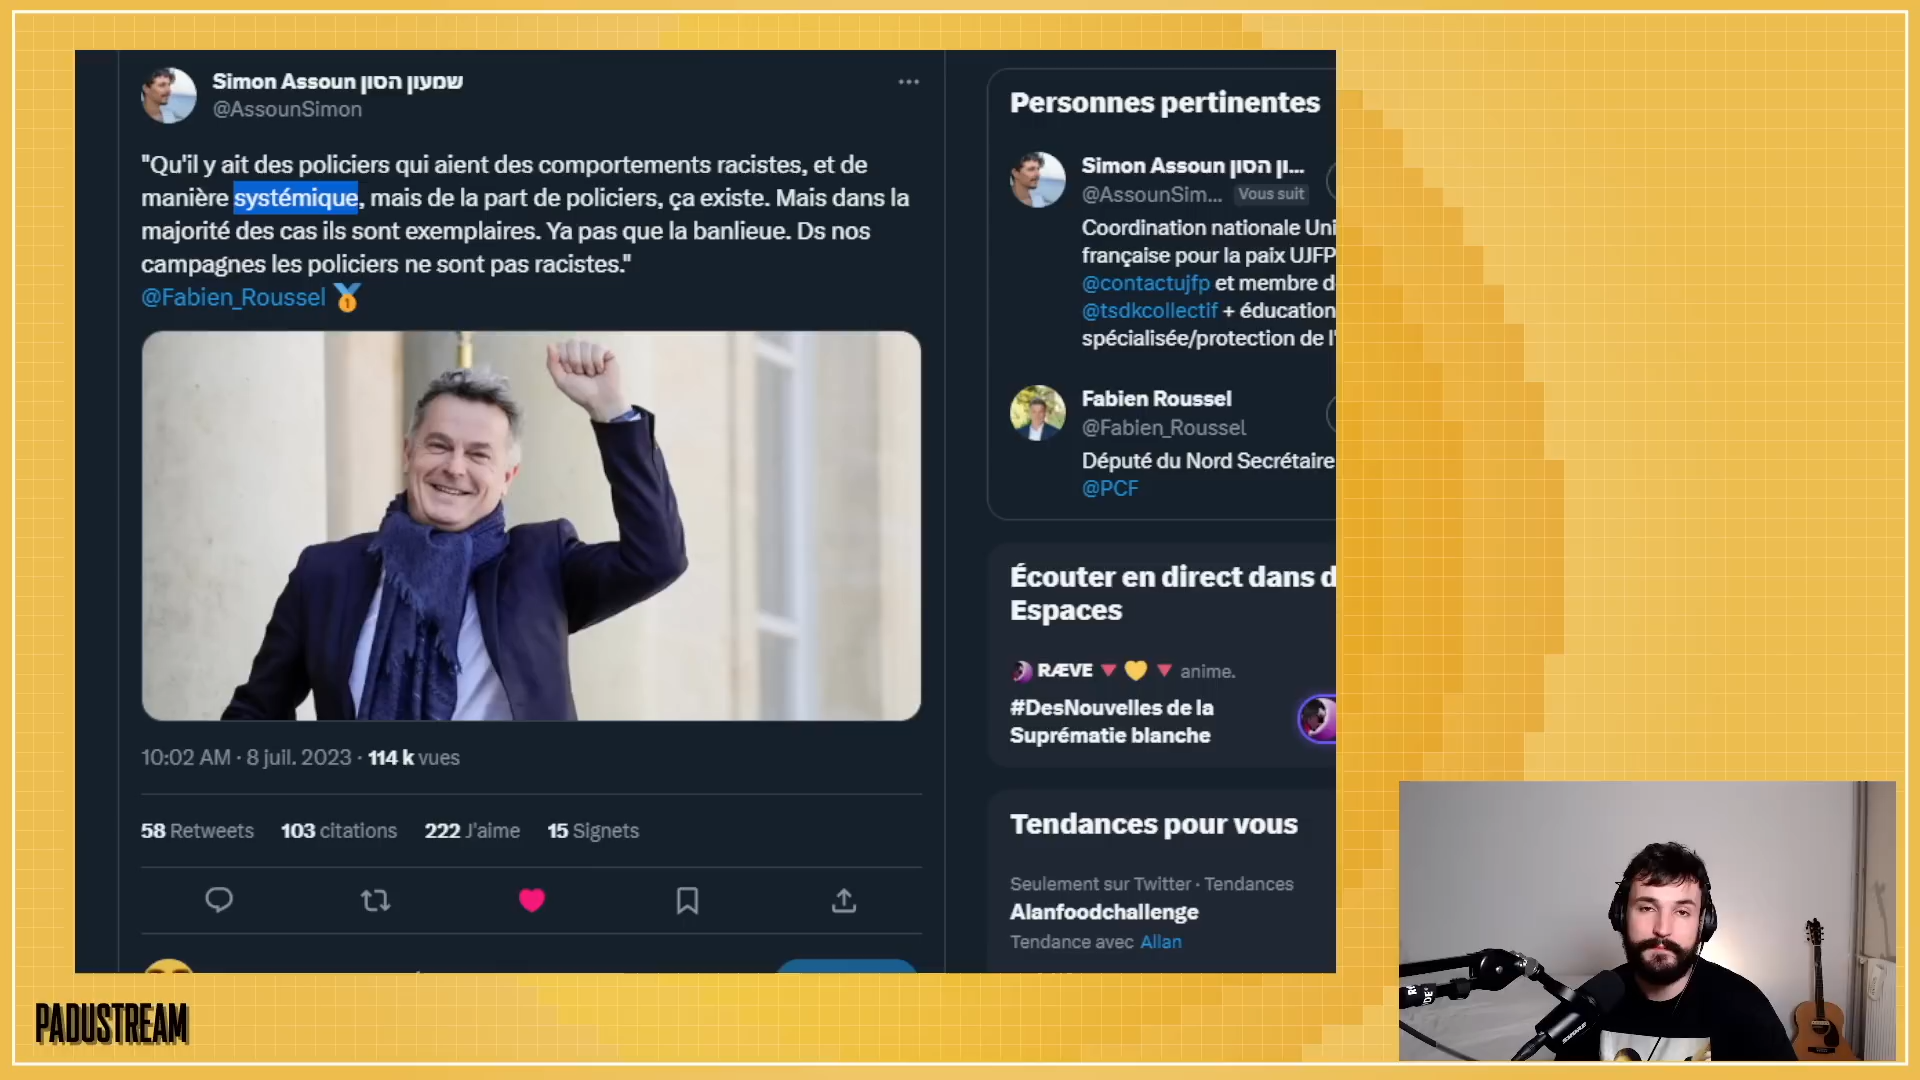 Simon Assoun שמעון הסון
@AssounSimon
"Qu'il y ait des policiers qui aient des comportements racistes, et de
manière systémique, mais de la part de policiers, ça existe. Mais dans la
majorité des cas ils sont exemplaires. Ya pas que la banlieue. Ds nos
campagnes les policiers ne sont pas racistes."
@Fabien_Roussel
10:02 AM · 8 juil. 2023 · 114 k vues
58 Retweets 103 citations 222 J'aime 15 Signets
Personnes pertinentes
Simon Assoun ון הסון...
@AssounSim... Vous suit
Coordination nationale Uni
française pour la paix UJFP
@contactujfp et membre d
@tsdkcollectif + éducation
spécialisée/protection de l'
Fabien Roussel
@Fabien_Roussel
Député du Nord Secrétaire
@PCF
Écouter en direct dans d
Espaces
RÆVE anime.
#DesNouvelles de la
Suprématie blanche
Tendances pour vous
Seulement sur Twitter · Tendances
Alanfoodchallenge
Tendance avec Allan
PADUSTREAM